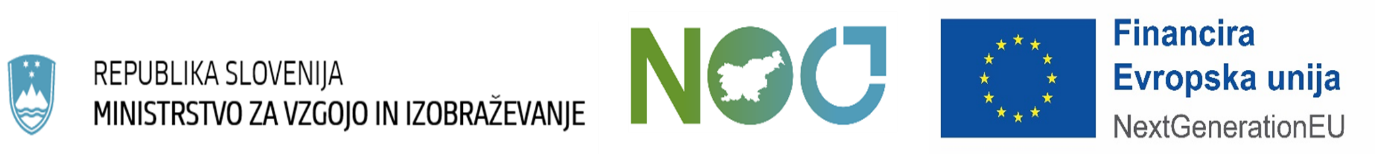 REPUBLIKA SLOVENIJA
MINISTRSTVO ZA VZGOJO IN IZOBRAŽEVANJE
NOO
Financira
Evropska unija
NextGenerationEU